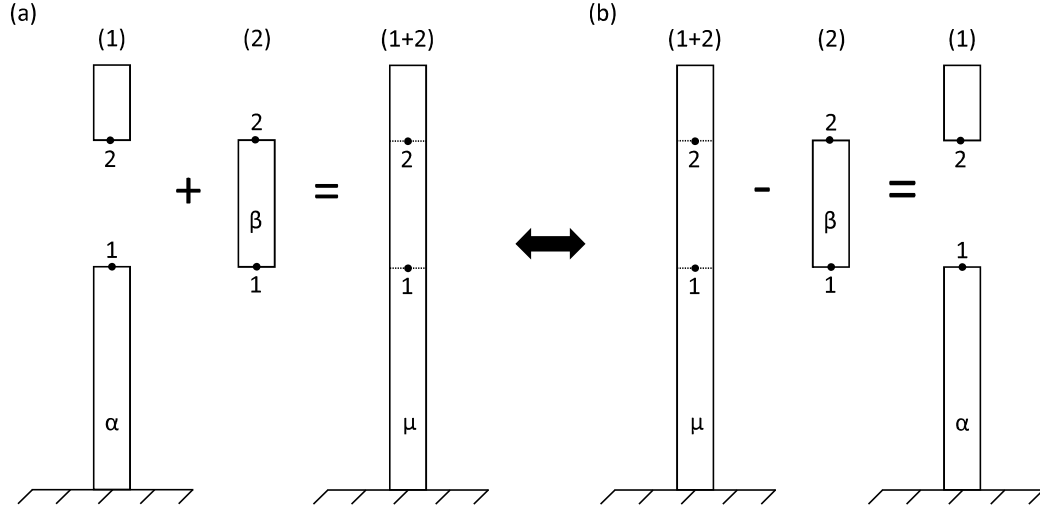 (a)
(b)
(1) (2) (1+2) (1+2) (2) (1)
2 2
2 2 2 2
+ β = - β =
1 1
1 1 1 1
α μ μ α